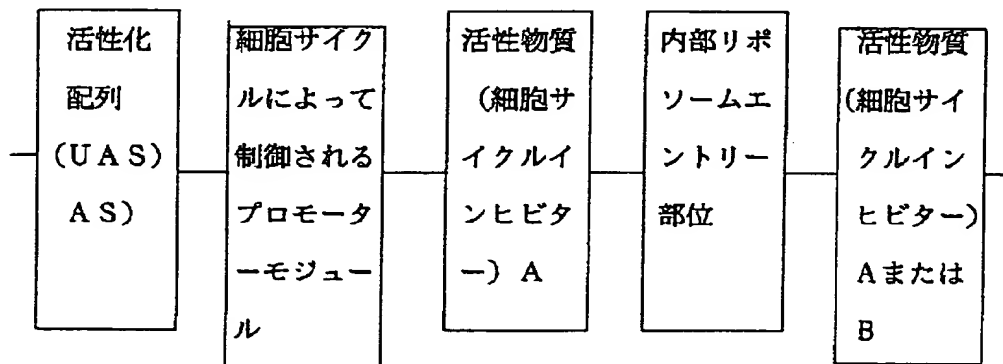 活性化
配列
(UAS)
AS)
細胞サイク
ルによって
制御される
プロモータ
ーモジュー
ル
活性物質
(細胞サ
イクルイ
ンヒビタ
ー) A
内部リポ
ソームエ
ントリー
部位
活性物質
(細胞サイ
クルイン
ヒビター)
Aまたは
B